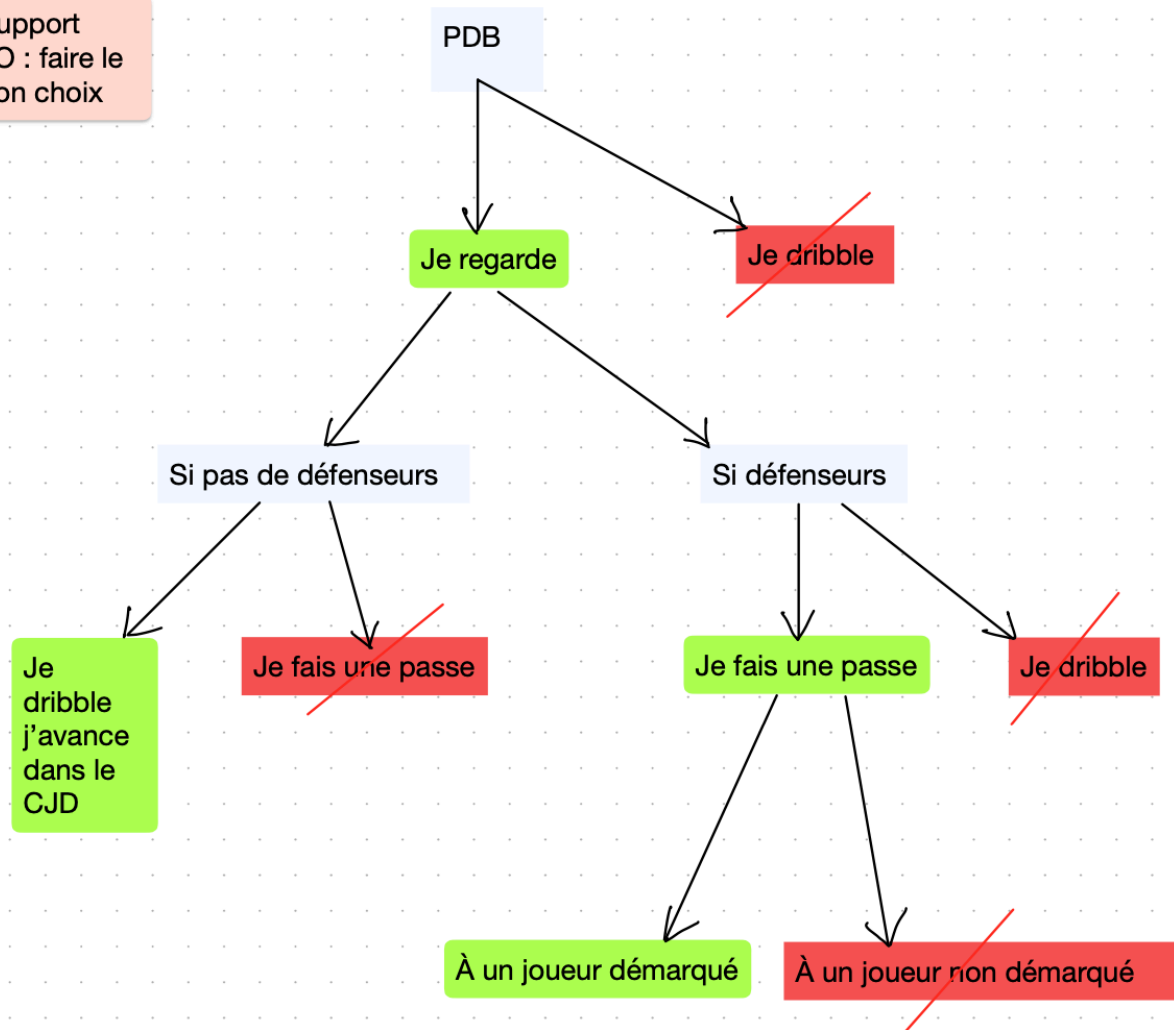 upport
O : faire le
on choix
PDB
Je regarde
Je dribble
Si pas de défenseurs
Si défenseurs
Je
dribble
j’avance
dans le
CJD
Je fais une passe
Je fais une passe
Je dribble
À un joueur démarqué
À un joueur non démarqué